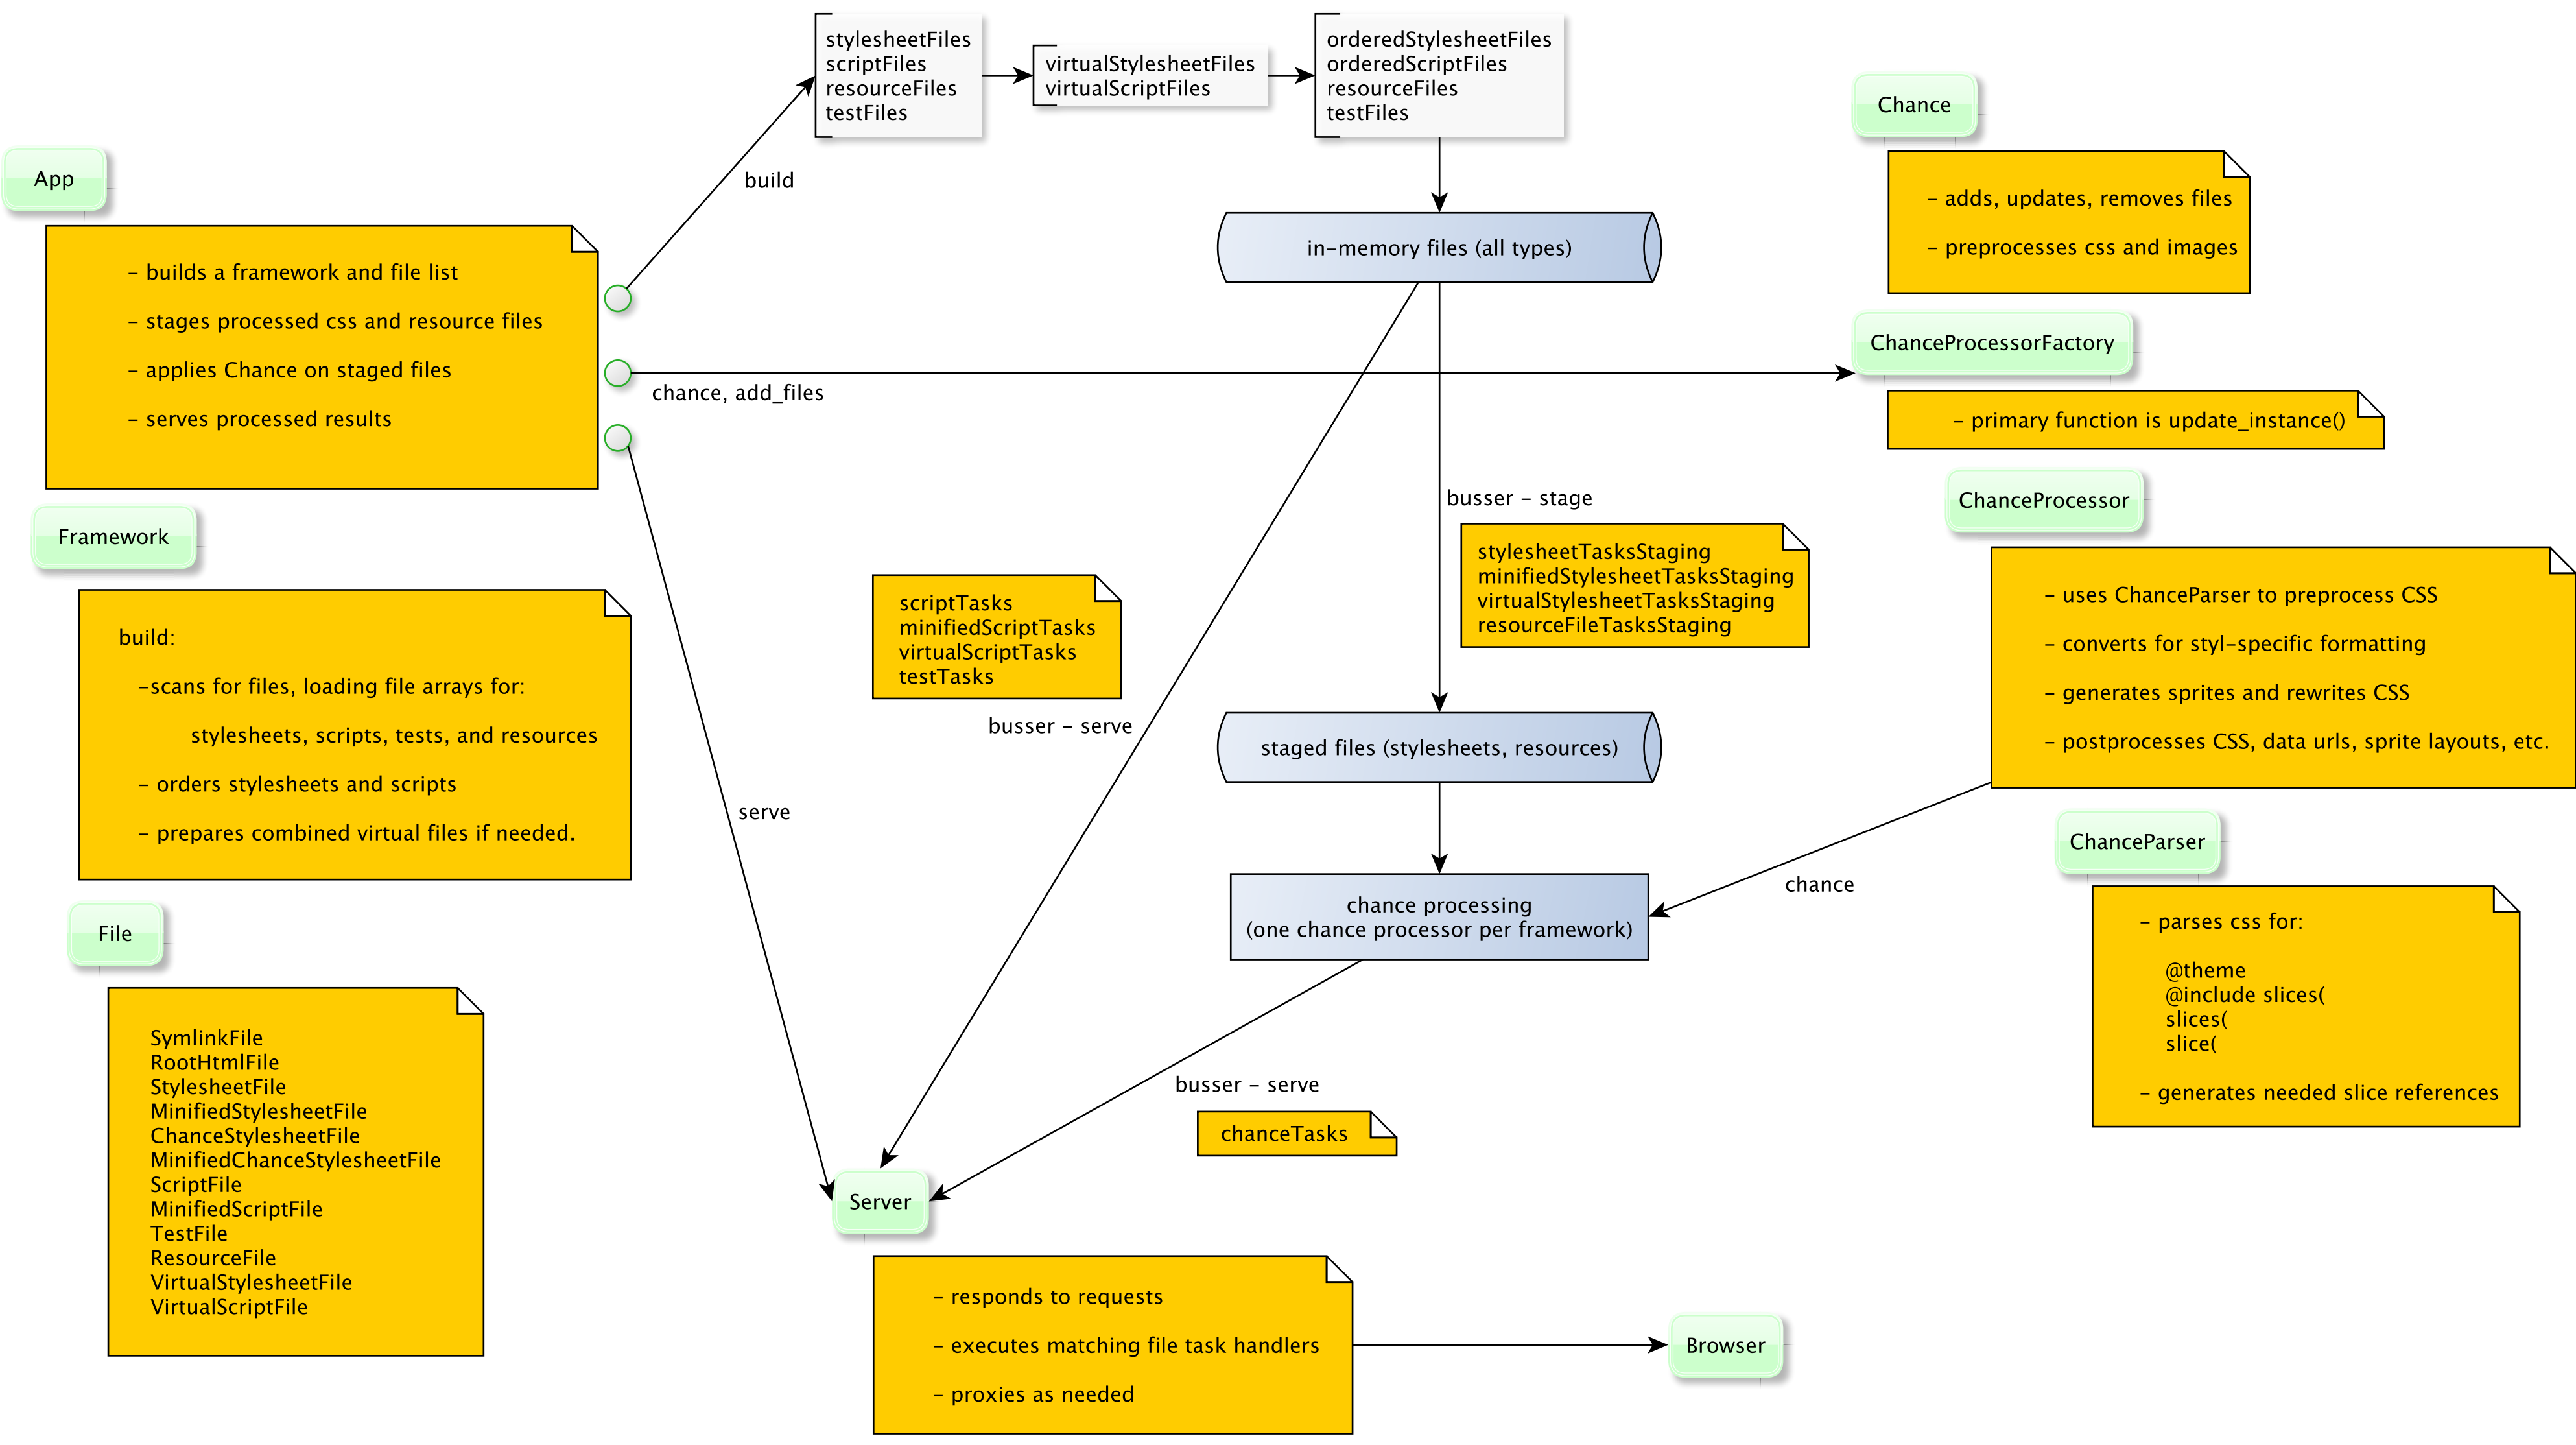 stylesheetFiles
scriptFiles
resourceFiles
testFiles
virtualStylesheetFiles
virtualScriptFiles
orderedStylesheetFiles
orderedScriptFiles
resourceFiles
testFiles
build
App
- builds a framework and file list
- stages processed css and resource files
- applies Chance on staged files
- serves processed results
chance, add_files
in-memory files (all types)
Chance
- adds, updates, removes files
- preprocesses css and images
ChanceProcessorFactory
- primary function is update_instance()
ChanceProcessor
- uses ChanceParser to preprocess CSS
- converts for styl-specific formatting
- generates sprites and rewrites CSS
- postprocesses CSS, data urls, sprite layouts, etc.
busser - stage
stylesheetTasksStaging
minifiedStylesheetTasksStaging
virtualStylesheetTasksStaging
resourceFileTasksStaging
scriptTasks
minifiedScriptTasks
virtualScriptTasks
testTasks
busser - serve
serve
Framework
build:
-scans for files, loading file arrays for:
stylesheets, scripts, tests, and resources
- orders stylesheets and scripts
- prepares combined virtual files if needed.
staged files (stylesheets, resources)
chance processing
(one chance processor per framework)
chance
ChanceParser
- parses css for:
@theme
@include slices(
slices(
slice(
- generates needed slice references
File
SymlinkFile
RootHtmlFile
StylesheetFile
MinifiedStylesheetFile
ChanceStylesheetFile
MinifiedChanceStylesheetFile
ScriptFile
MinifiedScriptFile
TestFile
ResourceFile
VirtualStylesheetFile
VirtualScriptFile
busser - serve
chanceTasks
Server
- responds to requests
- executes matching file task handlers
- proxies as needed
Browser